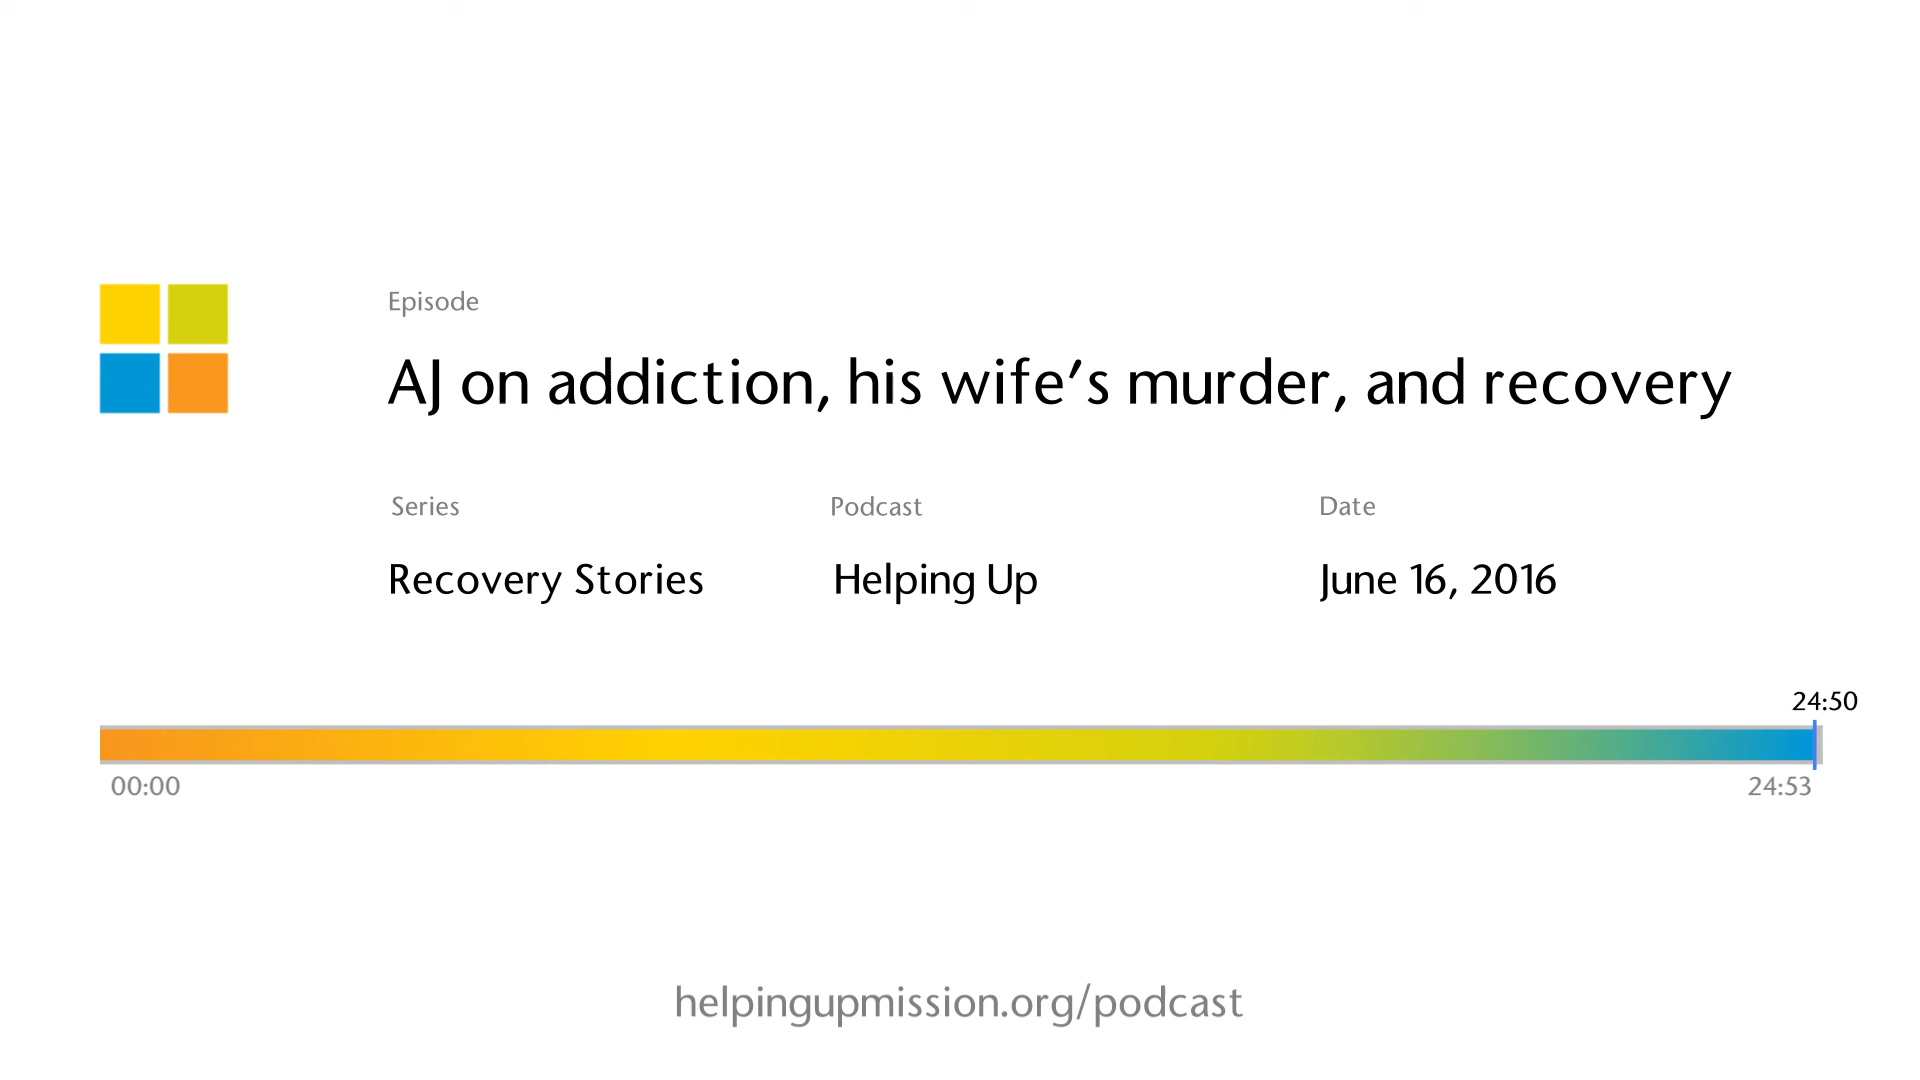 Episode
AJ on addiction, his wife's murder, and recovery
Series
Podcast
Date
Recovery Stories
Helping Up
June 16, 2016
24:50
00:00
24:53
helpingupmission.org/podcast